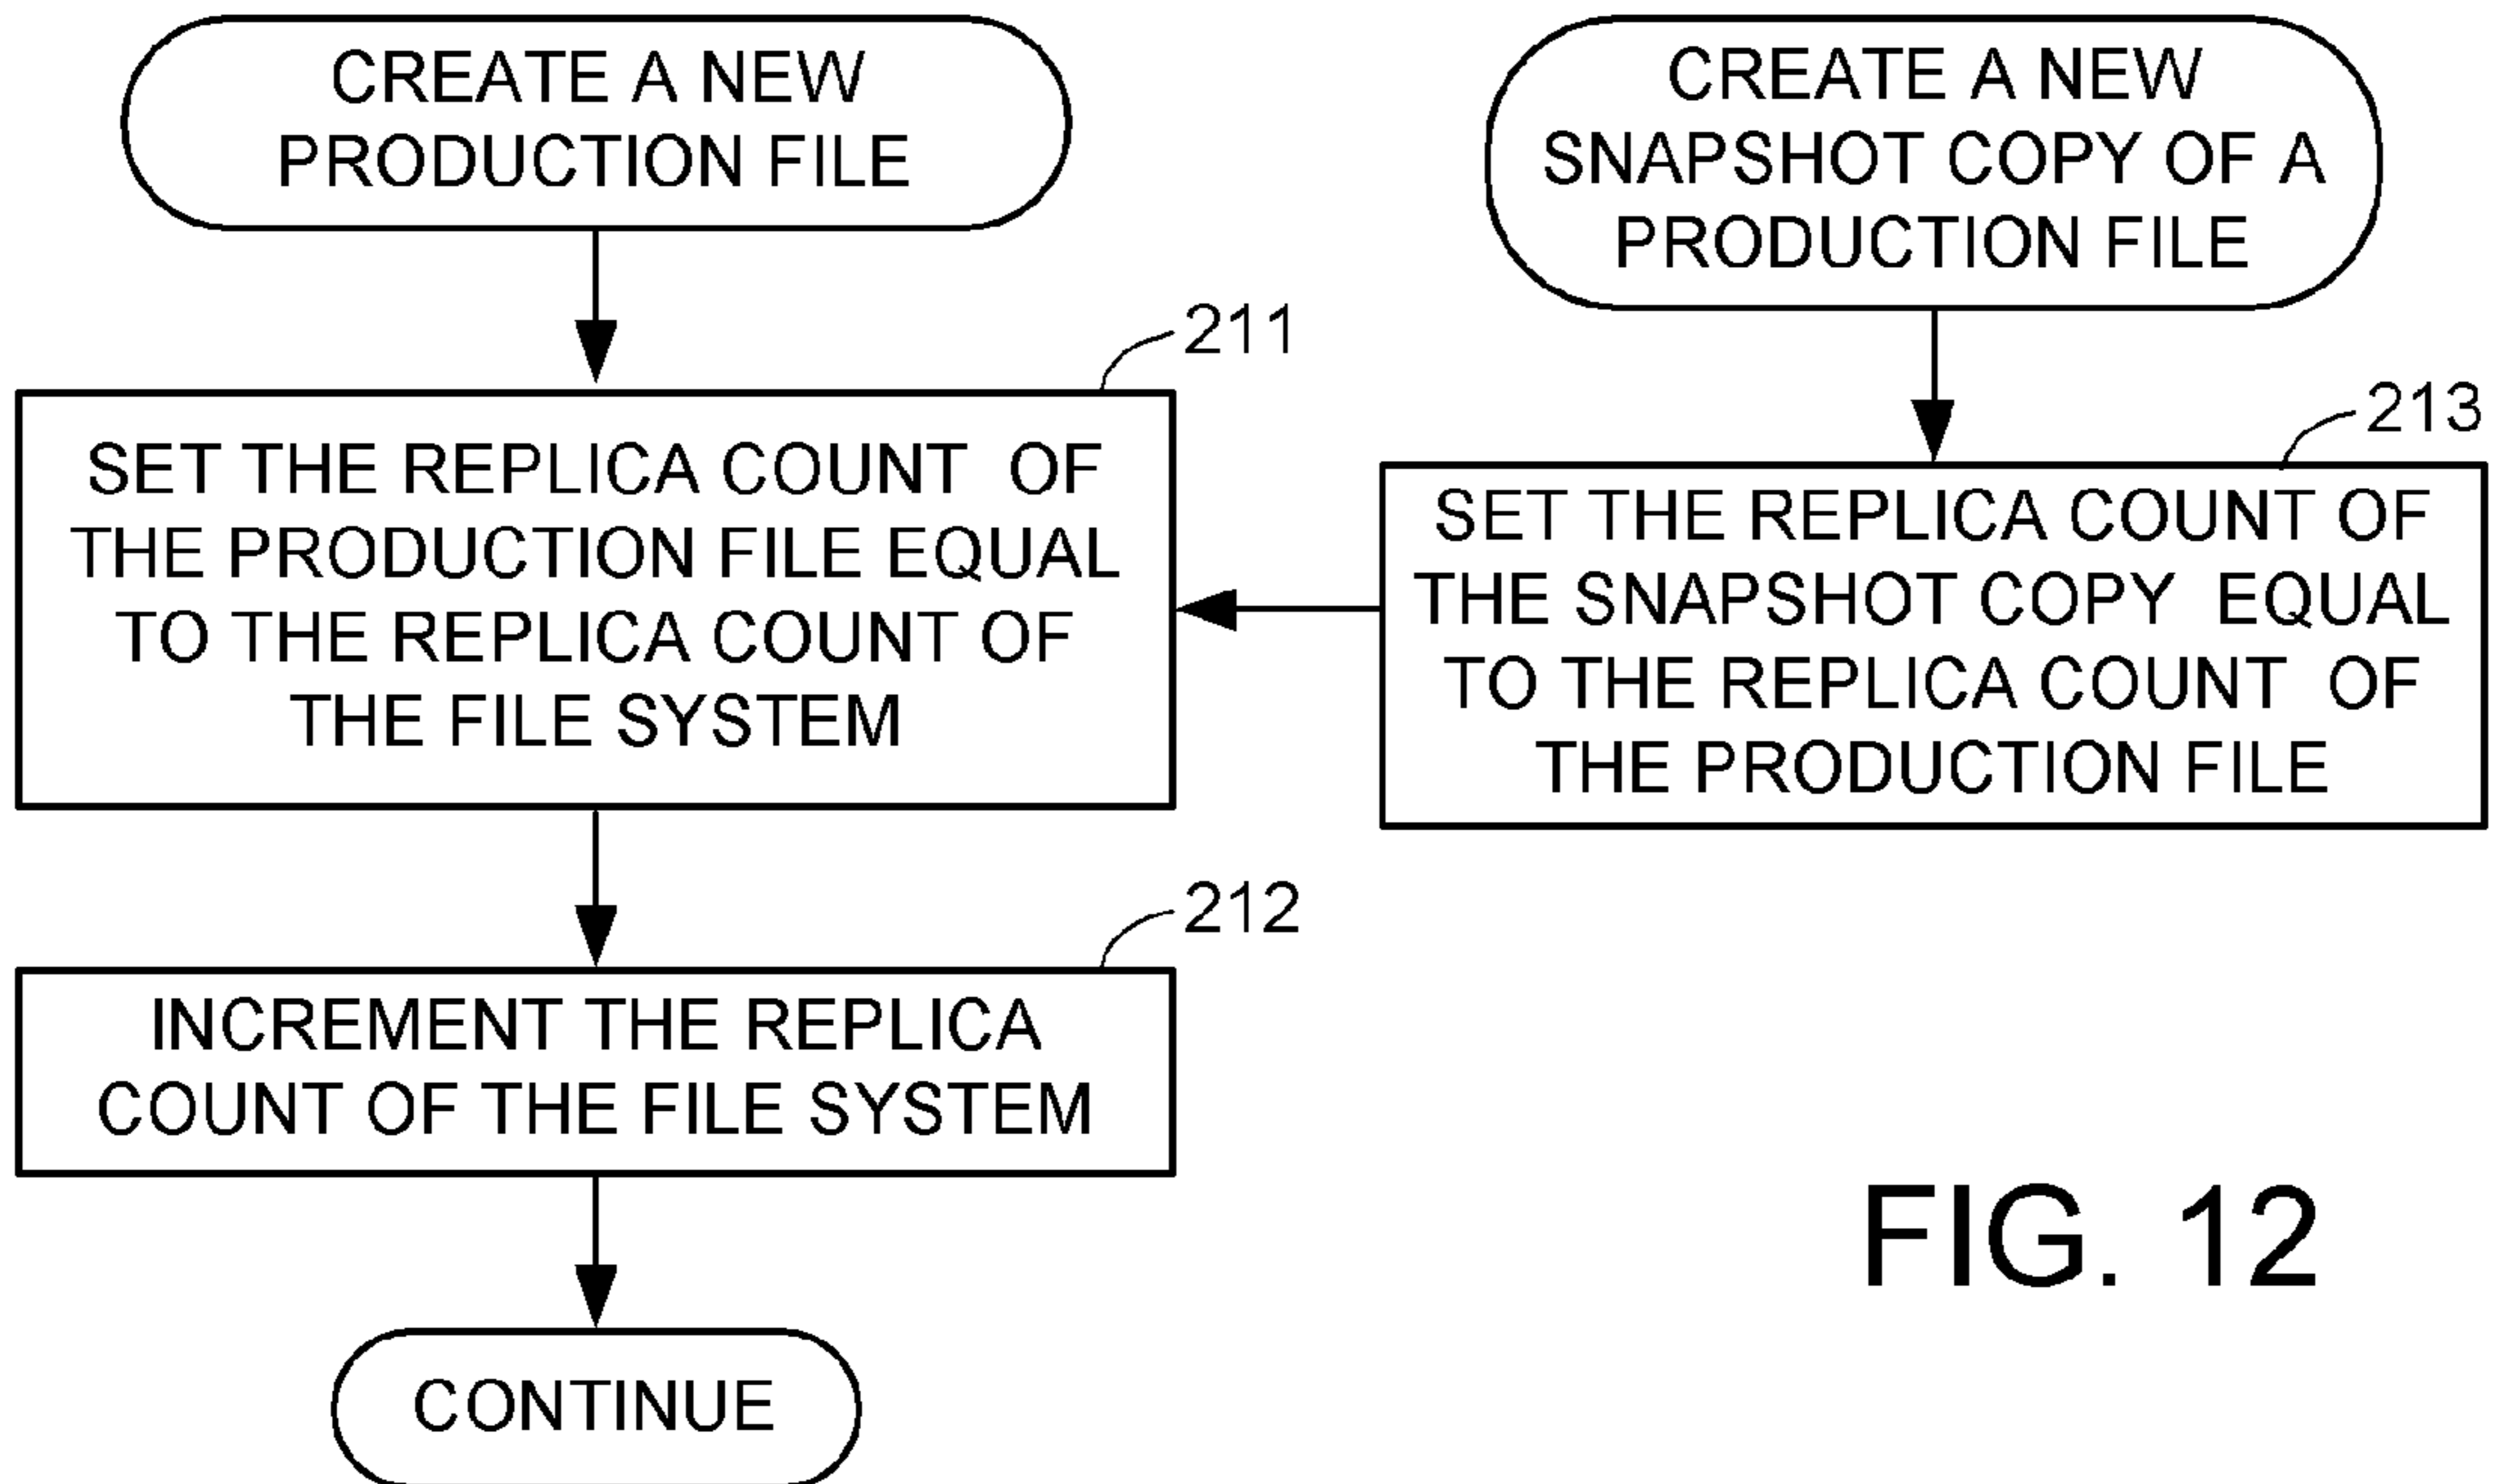 CREATE A NEW
PRODUCTION FILE
CREATE A NEW
SNAPSHOT COPY OF A
PRODUCTION FILE
211
SET THE REPLICA COUNT OF
THE PRODUCTION FILE EQUAL
TO THE REPLICA COUNT OF
THE FILE SYSTEM
213
SET THE REPLICA COUNT OF
THE SNAPSHOT COPY EQUAL
TO THE REPLICA COUNT OF
THE PRODUCTION FILE
212
INCREMENT THE REPLICA
COUNT OF THE FILE SYSTEM
CONTINUE
FIG. 12